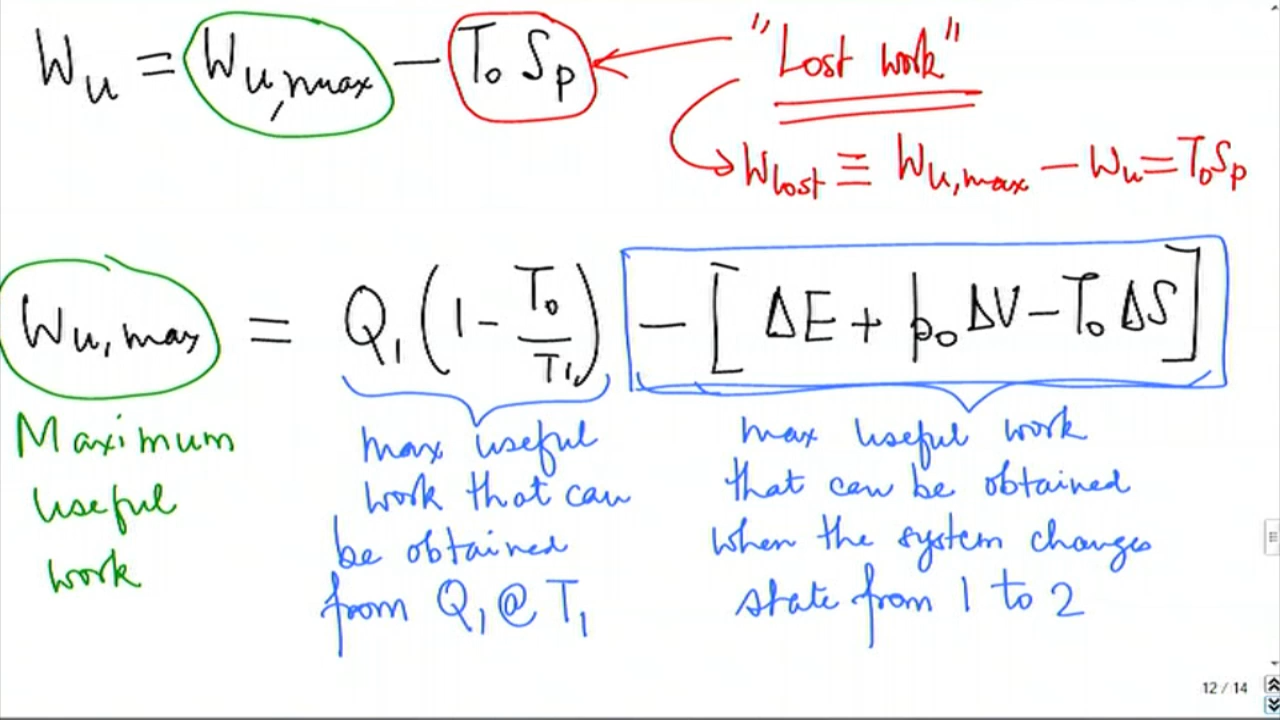 W_u = W_u,max − T_0 S_p
"Lost work"
W_lost ≡ W_u,max − W_u = T_0 S_p
W_u,max = Q_1 (1 − T_0/T_1) − [ΔE + p_0 ΔV − T_0 ΔS]
Maximum
useful
work
max useful
work that can
be obtained
from Q_1 @ T_1
max useful work
that can be obtained
when the system changes
state from 1 to 2
12 / 14